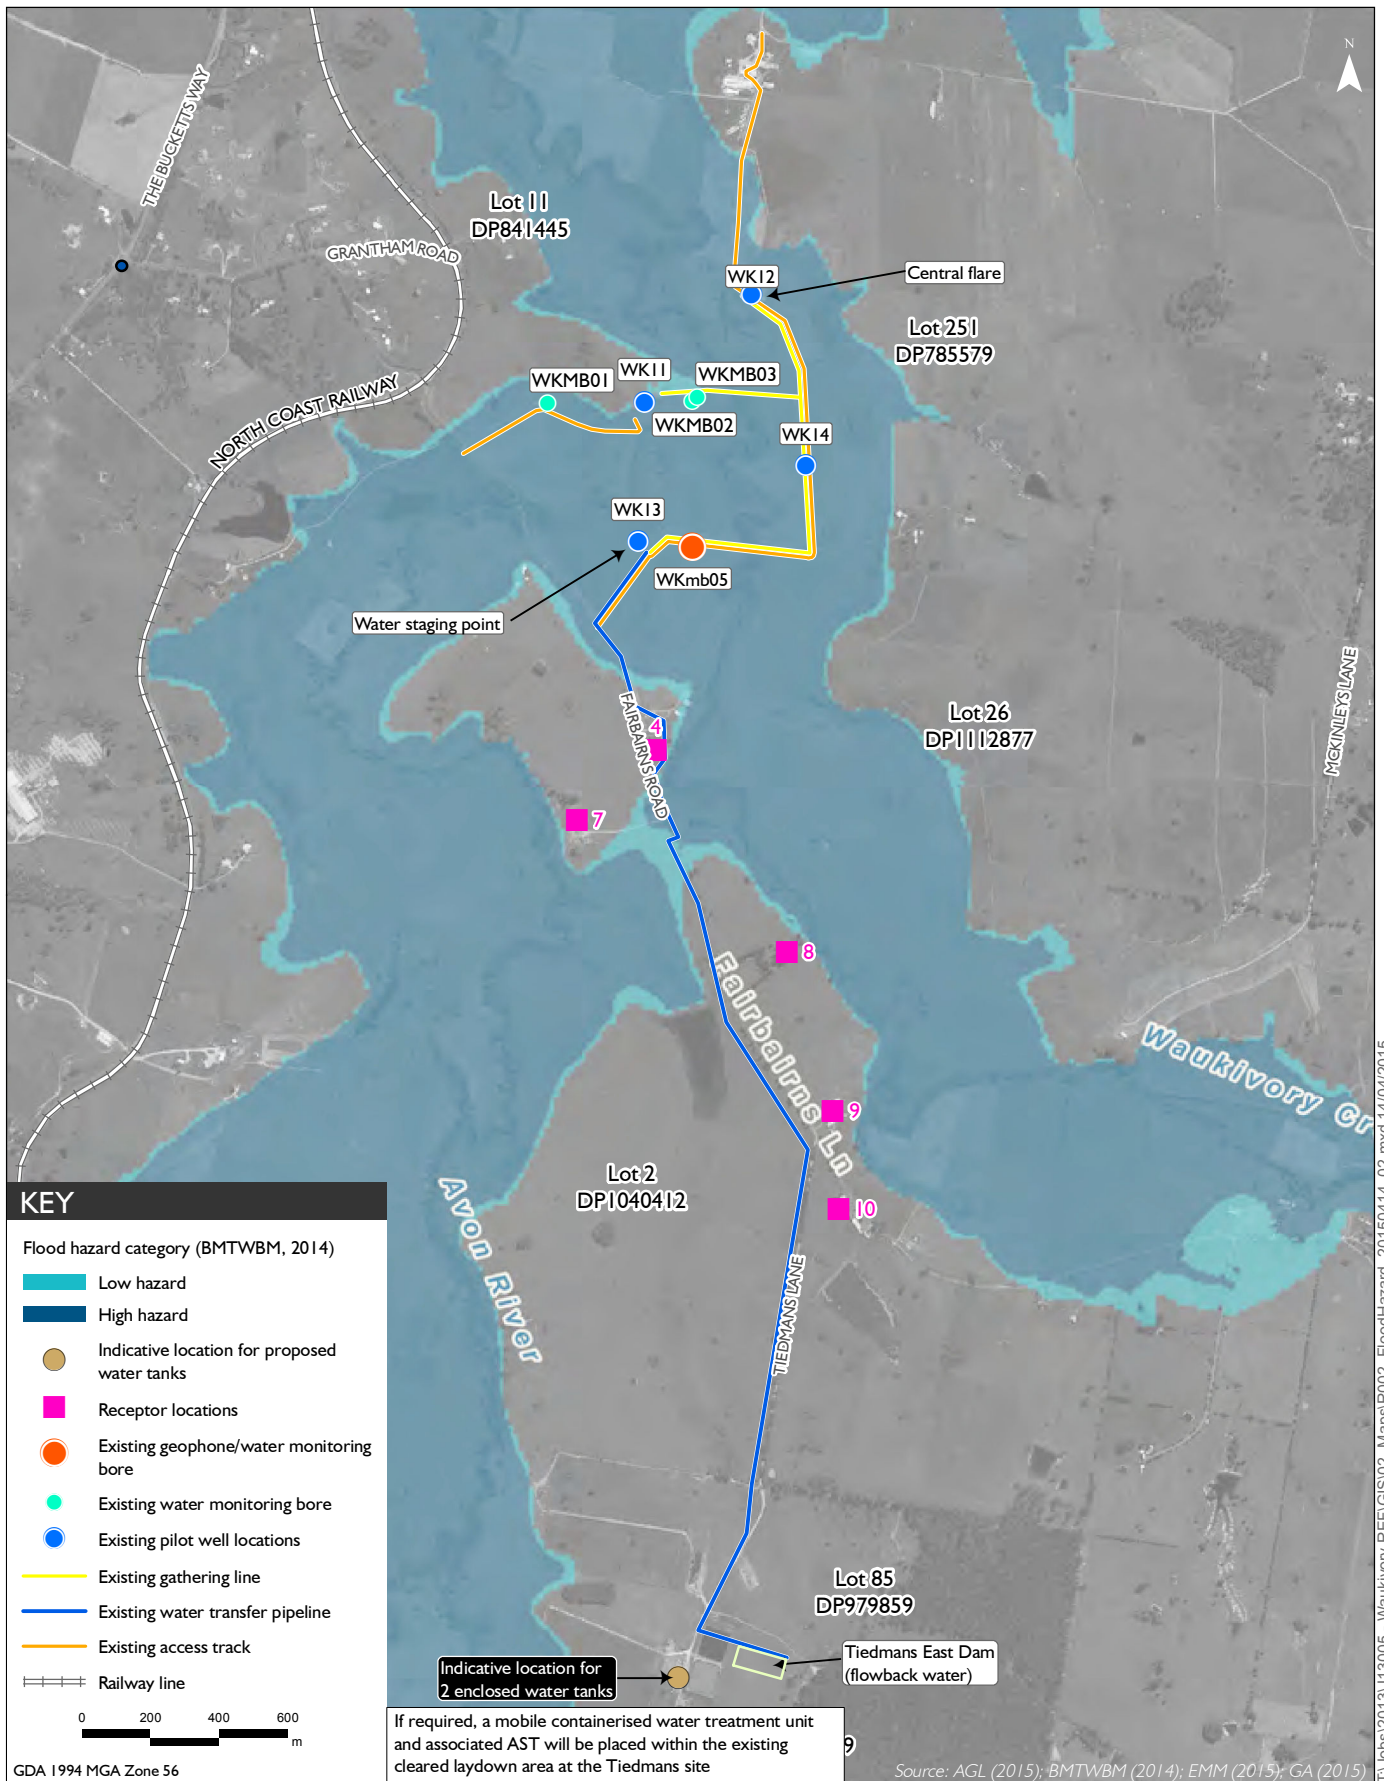 N
THE BUCKETTS WAY
Lot 11
DP841445
GRANTHAM ROAD
WK12
Central flare
Lot 251
DP785579
WK11
WKMB03
WKMB01
NORTH COAST RAILWAY
WKMB02
WK14
WK13
WKmb05
Water staging point
MCKINLEYS LANE
Lot 26
DP1112877
FAIRBAIRNS ROAD
4
7
8
Fairbairns Ln
Waukivory Cr
9
Lot 2
DP1040412
10
Avon River
TIEDMANS LANE
Lot 85
DP979859
Tiedmans East Dam
(flowback water)
Indicative location for
2 enclosed water tanks
If required, a mobile containerised water treatment unit
and associated AST will be placed within the existing
cleared laydown area at the Tiedmans site
9
KEY
Flood hazard category (BMTWBM, 2014)
Low hazard
High hazard
Indicative location for proposed
water tanks
Receptor locations
Existing geophone/water monitoring
bore
Existing water monitoring bore
Existing pilot well locations
Existing gathering line
Existing water transfer pipeline
Existing access track
Railway line
0 200 400 600
m
GDA 1994 MGA Zone 56
Source: AGL (2015); BMTWBM (2014); EMM (2015); GA (2015)